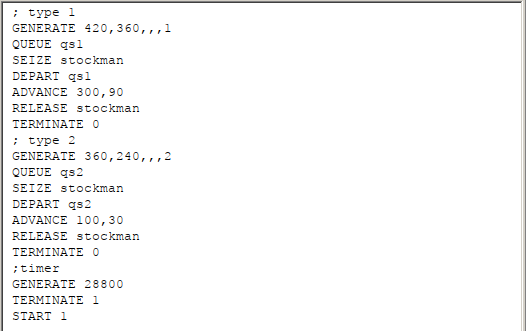 ; type 1
GENERATE 420,360,,,1
QUEUE qs1
SEIZE stockman
DEPART qs1
ADVANCE 300,90
RELEASE stockman
TERMINATE 0
; type 2
GENERATE 360,240,,,2
QUEUE qs2
SEIZE stockman
DEPART qs2
ADVANCE 100,30
RELEASE stockman
TERMINATE 0
;timer
GENERATE 28800
TERMINATE 1
START 1